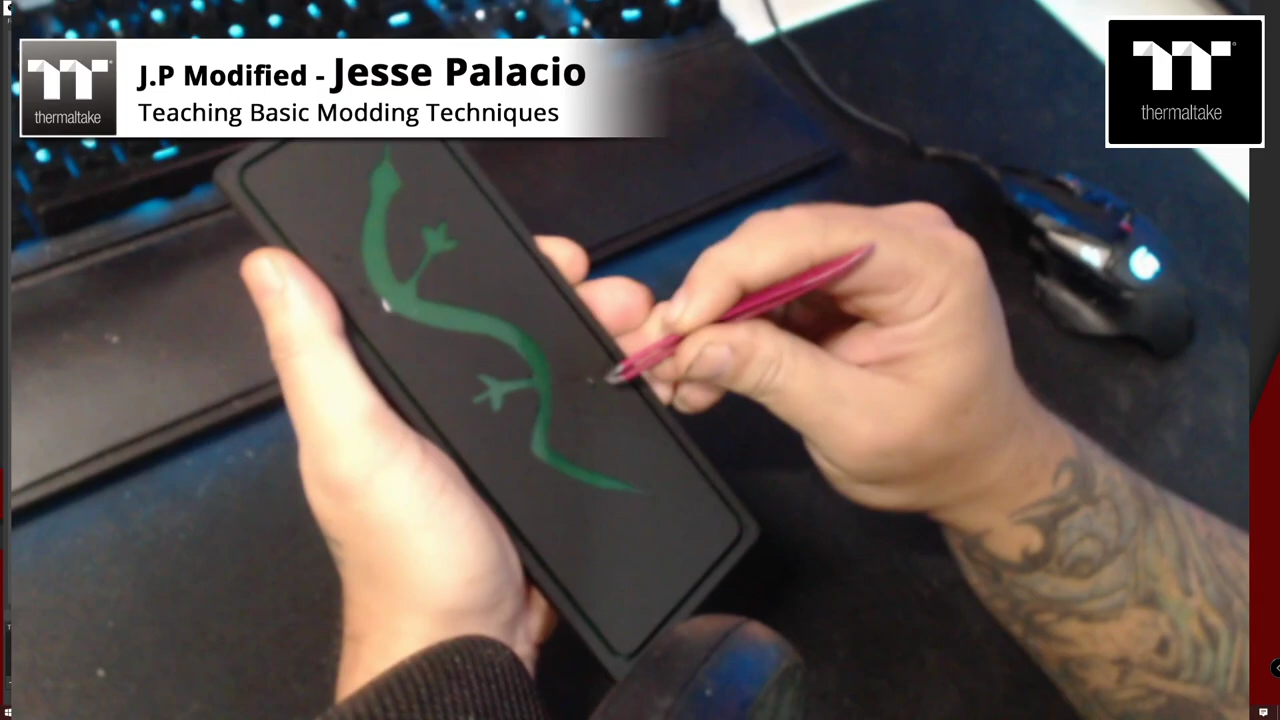 J.P Modified - Jesse Palacio
Teaching Basic Modding Techniques
thermaltake
thermaltake